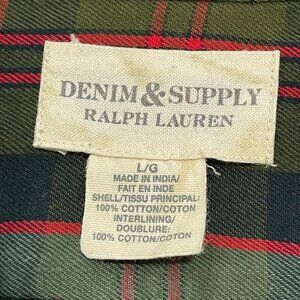 DENIM & SUPPLY
RALPH LAUREN
L/G
MADE IN INDIA/
FAIT EN INDE
SHELL/TISSU PRINCIPAL:
100% COTTON/COTON
INTERLINING/
DOUBLURE:
100% COTTON/COTON